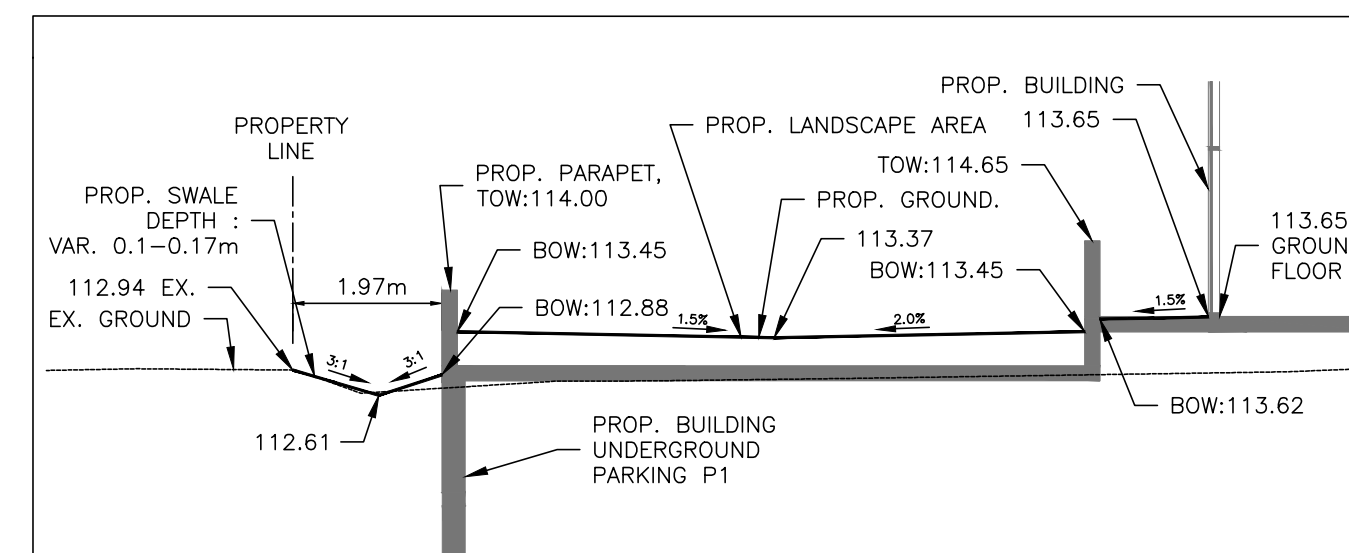 PROP. BUILDING
113.65
PROPERTY
LINE
PROP. LANDSCAPE AREA
TOW:114.65
PROP. PARAPET,
TOW:114.00
PROP. SWALE
DEPTH :
VAR. 0.1-0.17m
PROP. GROUND.
113.65
GROUN
FLOOR
113.37
BOW:113.45
BOW:113.45
112.94 EX.
1.97m
BOW:112.88
EX. GROUND
1.5%
2.0%
1.5%
3:1
3:1
BOW:113.62
112.61
PROP. BUILDING
UNDERGROUND
PARKING P1